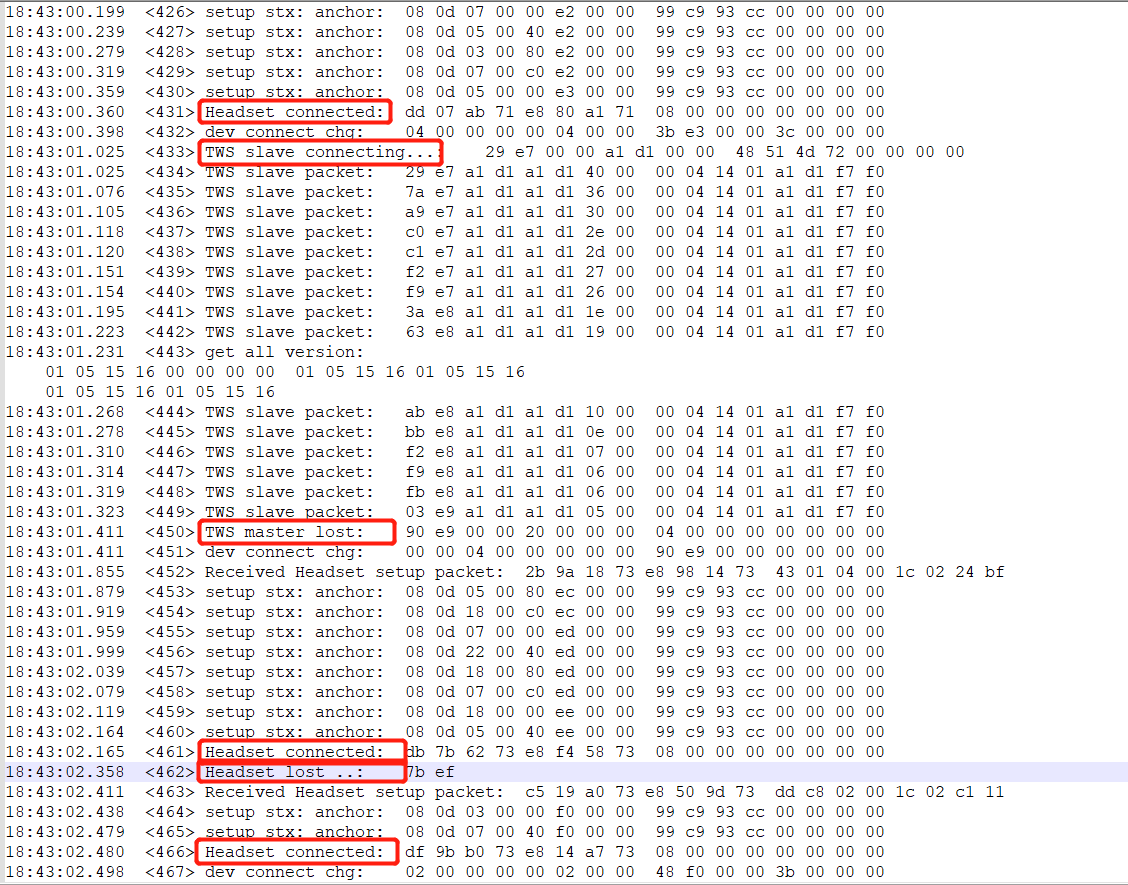 18:43:00.199 <426> setup stx: anchor: 08 0d 07 00 00 e2 00 00 99 c9 93 cc 00 00 00 00
18:43:00.239 <427> setup stx: anchor: 08 0d 05 00 40 e2 00 00 99 c9 93 cc 00 00 00 00
18:43:00.279 <428> setup stx: anchor: 08 0d 03 00 80 e2 00 00 99 c9 93 cc 00 00 00 00
18:43:00.319 <429> setup stx: anchor: 08 0d 07 00 c0 e2 00 00 99 c9 93 cc 00 00 00 00
18:43:00.359 <430> setup stx: anchor: 08 0d 05 00 00 e3 00 00 99 c9 93 cc 00 00 00 00
18:43:00.360 <431> Headset connected: dd 07 ab 71 e8 80 a1 71 08 00 00 00 00 00 00 00
18:43:00.398 <432> dev connect chg: 04 00 00 00 00 04 00 00 3b e3 00 00 3c 00 00 00
18:43:01.025 <433> TWS slave connecting...: 29 e7 00 00 a1 d1 00 00 48 51 4d 72 00 00 00 00
18:43:01.025 <434> TWS slave packet: 29 e7 a1 d1 a1 d1 40 00 00 04 14 01 a1 d1 f7 f0
18:43:01.076 <435> TWS slave packet: 7a e7 a1 d1 a1 d1 36 00 00 04 14 01 a1 d1 f7 f0
18:43:01.105 <436> TWS slave packet: a9 e7 a1 d1 a1 d1 30 00 00 04 14 01 a1 d1 f7 f0
18:43:01.118 <437> TWS slave packet: c0 e7 a1 d1 a1 d1 2e 00 00 04 14 01 a1 d1 f7 f0
18:43:01.120 <438> TWS slave packet: c1 e7 a1 d1 a1 d1 2d 00 00 04 14 01 a1 d1 f7 f0
18:43:01.151 <439> TWS slave packet: f2 e7 a1 d1 a1 d1 27 00 00 04 14 01 a1 d1 f7 f0
18:43:01.154 <440> TWS slave packet: f9 e7 a1 d1 a1 d1 26 00 00 04 14 01 a1 d1 f7 f0
18:43:01.195 <441> TWS slave packet: 3a e8 a1 d1 a1 d1 1e 00 00 04 14 01 a1 d1 f7 f0
18:43:01.223 <442> TWS slave packet: 63 e8 a1 d1 a1 d1 19 00 00 04 14 01 a1 d1 f7 f0
18:43:01.231 <443> get all version:
01 05 15 16 00 00 00 00 01 05 15 16 01 05 15 16
01 05 15 16 01 05 15 16
18:43:01.268 <444> TWS slave packet: ab e8 a1 d1 a1 d1 10 00 00 04 14 01 a1 d1 f7 f0
18:43:01.278 <445> TWS slave packet: bb e8 a1 d1 a1 d1 0e 00 00 04 14 01 a1 d1 f7 f0
18:43:01.310 <446> TWS slave packet: f2 e8 a1 d1 a1 d1 07 00 00 04 14 01 a1 d1 f7 f0
18:43:01.314 <447> TWS slave packet: f9 e8 a1 d1 a1 d1 06 00 00 04 14 01 a1 d1 f7 f0
18:43:01.319 <448> TWS slave packet: fb e8 a1 d1 a1 d1 06 00 00 04 14 01 a1 d1 f7 f0
18:43:01.323 <449> TWS slave packet: 03 e9 a1 d1 a1 d1 05 00 00 04 14 01 a1 d1 f7 f0
18:43:01.411 <450> TWS master lost: 90 e9 00 00 20 00 00 00 04 00 00 00 00 00 00 00
18:43:01.411 <451> dev connect chg: 00 00 04 00 00 00 00 00 90 e9 00 00 00 00 00 00
18:43:01.855 <452> Received Headset setup packet: 2b 9a 18 73 e8 98 14 73 43 01 04 00 1c 02 24 bf
18:43:01.879 <453> setup stx: anchor: 08 0d 05 00 80 ec 00 00 99 c9 93 cc 00 00 00 00
18:43:01.919 <454> setup stx: anchor: 08 0d 18 00 c0 ec 00 00 99 c9 93 cc 00 00 00 00
18:43:01.959 <455> setup stx: anchor: 08 0d 07 00 00 ed 00 00 99 c9 93 cc 00 00 00 00
18:43:01.999 <456> setup stx: anchor: 08 0d 22 00 40 ed 00 00 99 c9 93 cc 00 00 00 00
18:43:02.039 <457> setup stx: anchor: 08 0d 18 00 80 ed 00 00 99 c9 93 cc 00 00 00 00
18:43:02.079 <458> setup stx: anchor: 08 0d 07 00 c0 ed 00 00 99 c9 93 cc 00 00 00 00
18:43:02.119 <459> setup stx: anchor: 08 0d 18 00 00 ee 00 00 99 c9 93 cc 00 00 00 00
18:43:02.164 <460> setup stx: anchor: 08 0d 05 00 40 ee 00 00 99 c9 93 cc 00 00 00 00
18:43:02.165 <461> Headset connected: db 7b 62 73 e8 f4 58 73 08 00 00 00 00 00 00 00
18:43:02.358 <462> Headset lost ..: 7b ef
18:43:02.411 <463> Received Headset setup packet: c5 19 a0 73 e8 50 9d 73 dd c8 02 00 1c 02 c1 11
18:43:02.438 <464> setup stx: anchor: 08 0d 03 00 00 f0 00 00 99 c9 93 cc 00 00 00 00
18:43:02.479 <465> setup stx: anchor: 08 0d 07 00 40 f0 00 00 99 c9 93 cc 00 00 00 00
18:43:02.480 <466> Headset connected: df 9b b0 73 e8 14 a7 73 08 00 00 00 00 00 00 00
18:43:02.498 <467> dev connect chg: 02 00 00 00 00 02 00 00 48 f0 00 00 3b 00 00 00